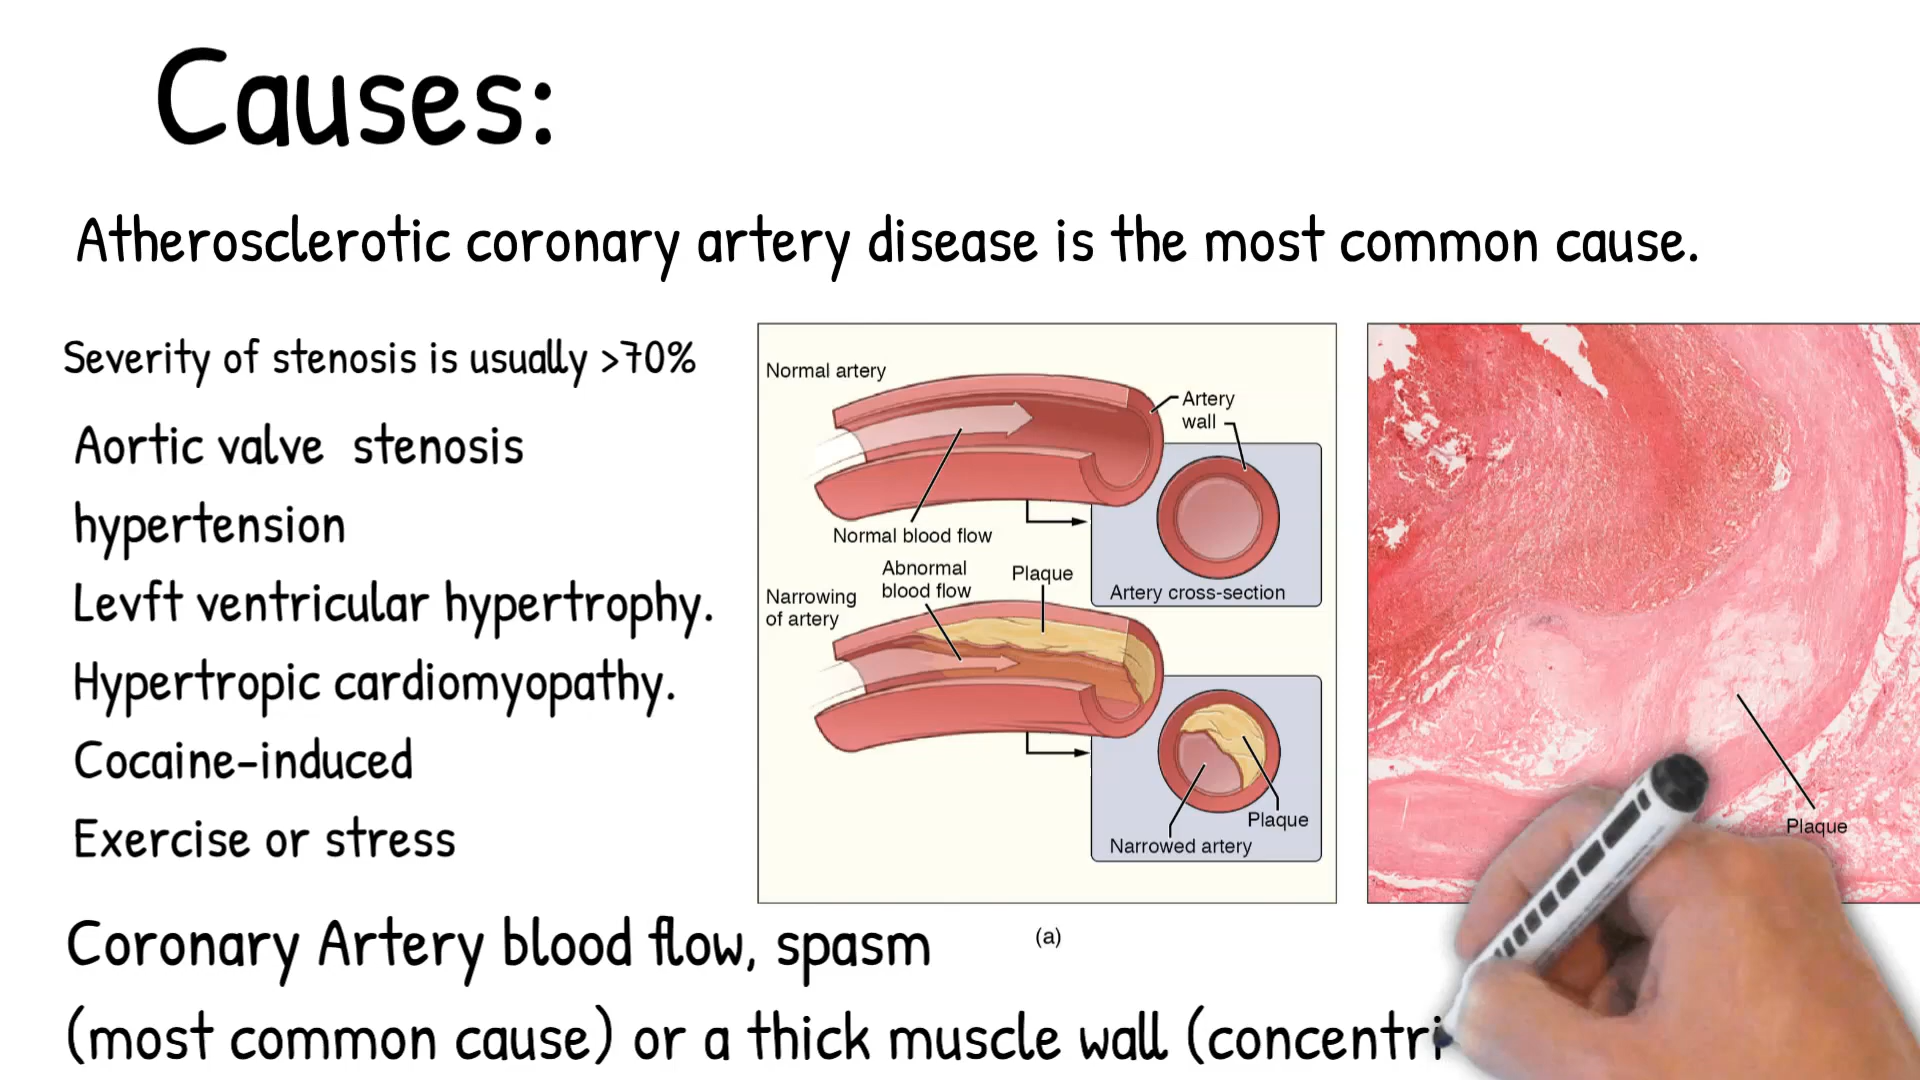 Causes:
Atherosclerotic coronary artery disease is the most common cause.
Severity of stenosis is usually >70%
Aortic valve stenosis
hypertension
Levft ventricular hypertrophy.
Hypertropic cardiomyopathy.
Cocaine-induced
Exercise or stress
Coronary Artery blood flow, spasm
(most common cause) or a thick muscle wall (concentri
Normal artery
Artery
wall
Normal blood flow
Artery cross-section
Abnormal
blood flow
Plaque
Narrowing
of artery
Plaque
Narrowed artery
(a)
Plaque